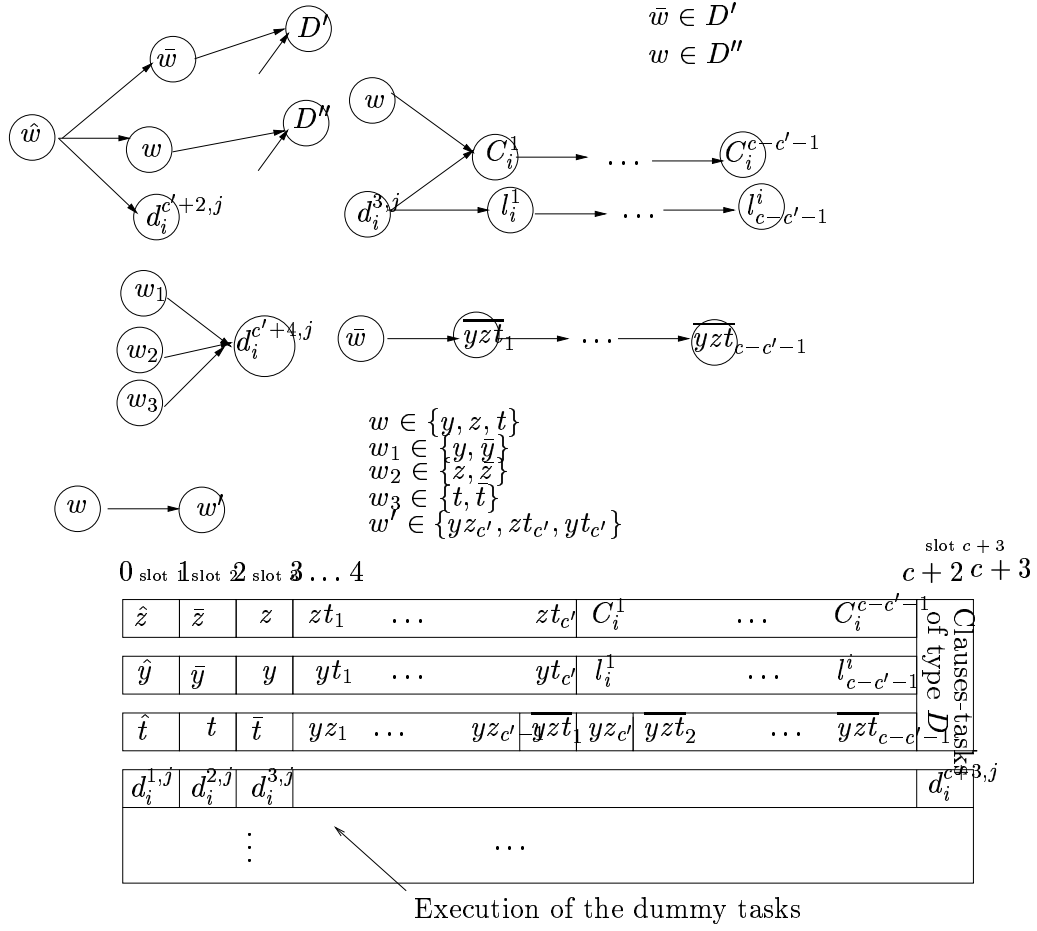 w̄ ∈ D′
w ∈ D″
ŵ w̄ D′
w D″
d_i^{c′+2,j}
w C_i^1 … C_i^{c−c′−1}
d_i^{3,j} l_i^1 … l_{c−c′−1}^i
w_1
w_2 d_i^{c′+4,j}
w_3
w̄ \overline{yzt}_1 … \overline{yzt}_{c−c′−1}
w ∈ {y, z, t}
w_1 ∈ {y, ȳ}
w_2 ∈ {z, z̄}
w_3 ∈ {t, t̄}
w′ ∈ {yz_{c′}, zt_{c′}, yt_{c′}}
w w′
slot c + 3
0 slot 1 1 slot 2 2 slot 3 3 … 4 c + 2 c + 3
ẑ z̄ z zt_1 … zt_{c′} C_i^1 … C_i^{c−c′−1}
ŷ ȳ y yt_1 … yt_{c′} l_i^1 … l_{c−c′−1}^i
t̂ t t̄ yz_1 … yz_{c′−1} \overline{yzt}_1 yz_{c′} \overline{yzt}_2 … \overline{yzt}_{c−c′−1}
Clauses-tasks
of type D
d_i^{1,j} d_i^{2,j} d_i^{3,j} d_i^{c+3,j}
⋮ …
Execution of the dummy tasks